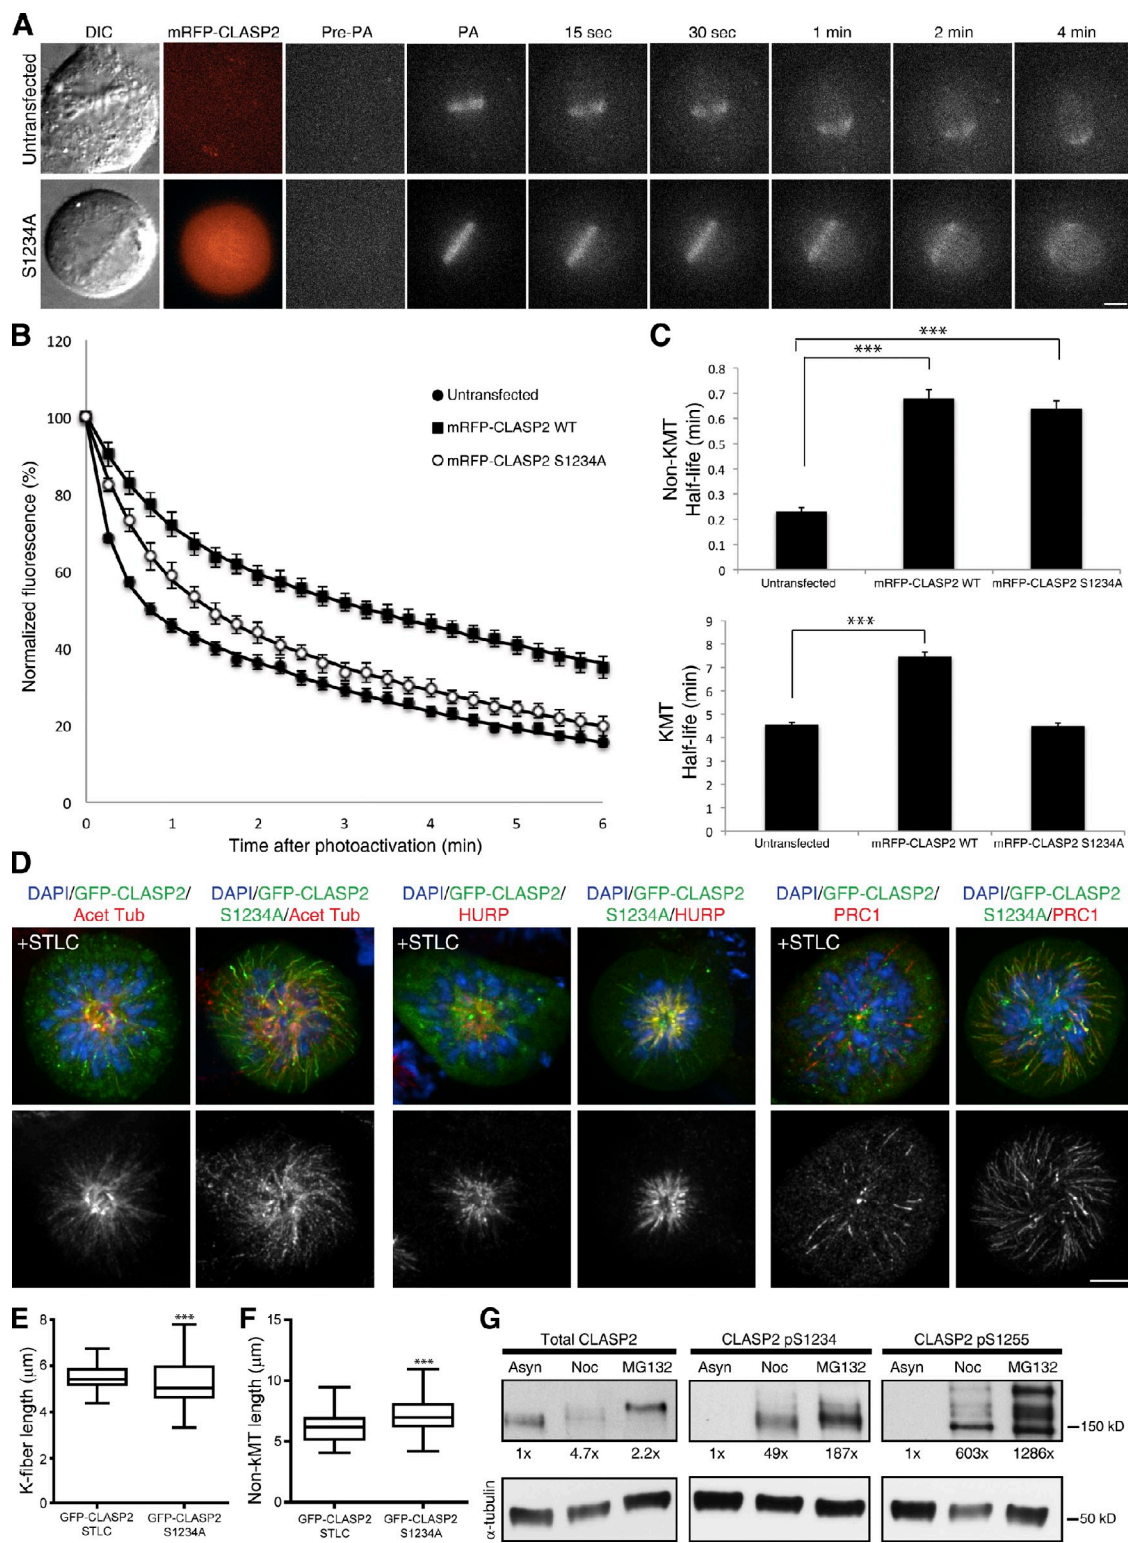 A
DIC mRFP-CLASP2 Pre-PA PA 15 sec 30 sec 1 min 2 min 4 min
Untransfected
S1234A
B
120
100
80
60
40
20
0
Normalized fluorescence (%)
Untransfected
mRFP-CLASP2 WT
mRFP-CLASP2 S1234A
0 1 2 3 4 5 6
Time after photoactivation (min)
C
***
***
0.8
0.7
0.6
0.5
0.4
0.3
0.2
0.1
0
Non-KMT
Half-life (min)
Untransfected mRFP-CLASP2 WT mRFP-CLASP2 S1234A
***
9
8
7
6
5
4
3
2
1
0
KMT
Half-life (min)
Untransfected mRFP-CLASP2 WT mRFP-CLASP2 S1234A
D
DAPI/GFP-CLASP2/
Acet Tub
DAPI/GFP-CLASP2
S1234A/Acet Tub
DAPI/GFP-CLASP2/
HURP
DAPI/GFP-CLASP2
S1234A/HURP
DAPI/GFP-CLASP2/
PRC1
DAPI/GFP-CLASP2
S1234A/PRC1
+STLC
+STLC
+STLC
E
***
8
6
4
2
0
K-fiber length (µm)
GFP-CLASP2
STLC
GFP-CLASP2
S1234A
F
***
15
10
5
0
Non-kMT length (µm)
GFP-CLASP2
STLC
GFP-CLASP2
S1234A
G
Total CLASP2 CLASP2 pS1234 CLASP2 pS1255
Asyn Noc MG132 Asyn Noc MG132 Asyn Noc MG132
150 kD
1x 4.7x 2.2x 1x 49x 187x 1x 603x 1286x
α-tubulin
50 kD